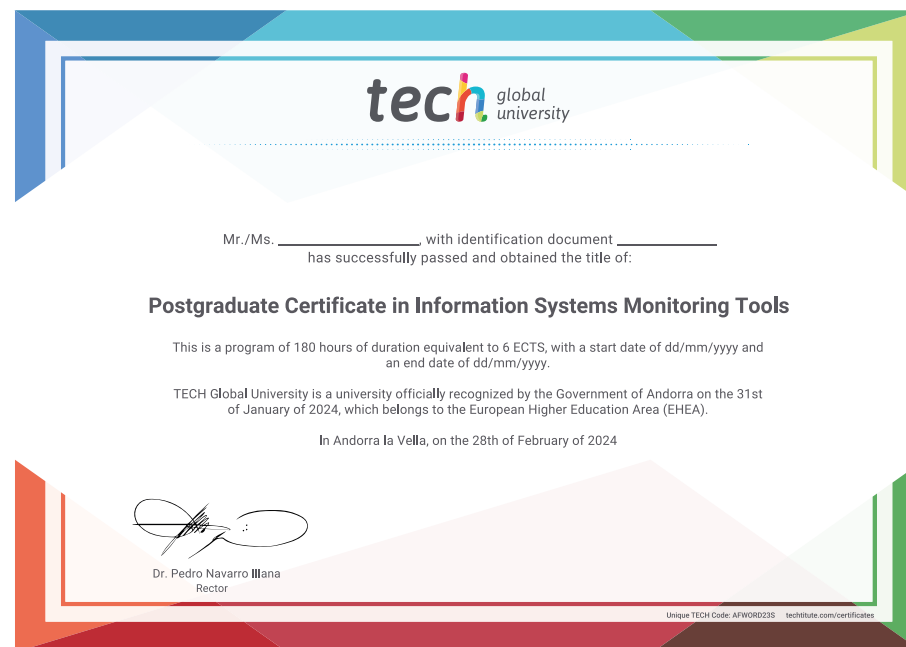 tech global university
Mr./Ms. ____________, with identification document ____________
has successfully passed and obtained the title of:
Postgraduate Certificate in Information Systems Monitoring Tools
This is a program of 180 hours of duration equivalent to 6 ECTS, with a start date of dd/mm/yyyy and
an end date of dd/mm/yyyy.
TECH Global University is a university officially recognized by the Government of Andorra on the 31st
of January of 2024, which belongs to the European Higher Education Area (EHEA).
In Andorra la Vella, on the 28th of February of 2024
Dr. Pedro Navarro Illana
Rector
Unique TECH Code: AFWORD23S techtitute.com/certificates